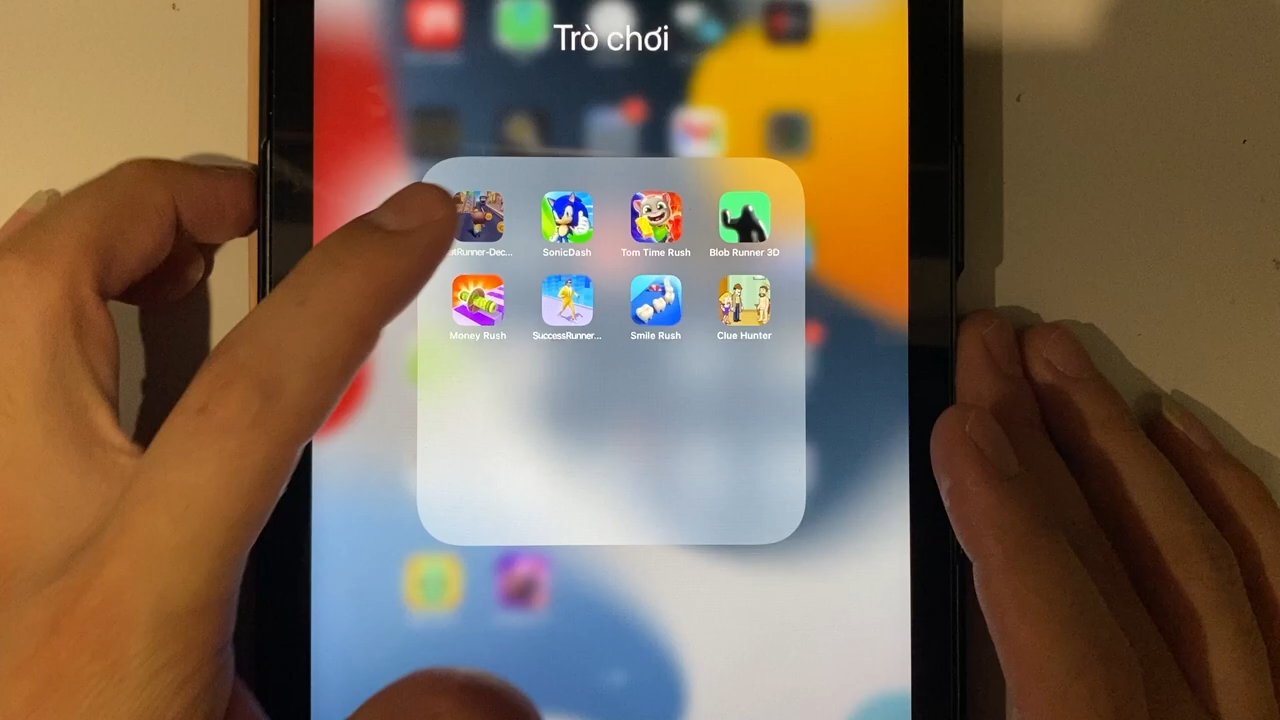 Trò chơi
SonicDash
Tom Time Rush
Blob Runner 3D
Money Rush
SuccessRunner...
Smile Rush
Clue Hunter